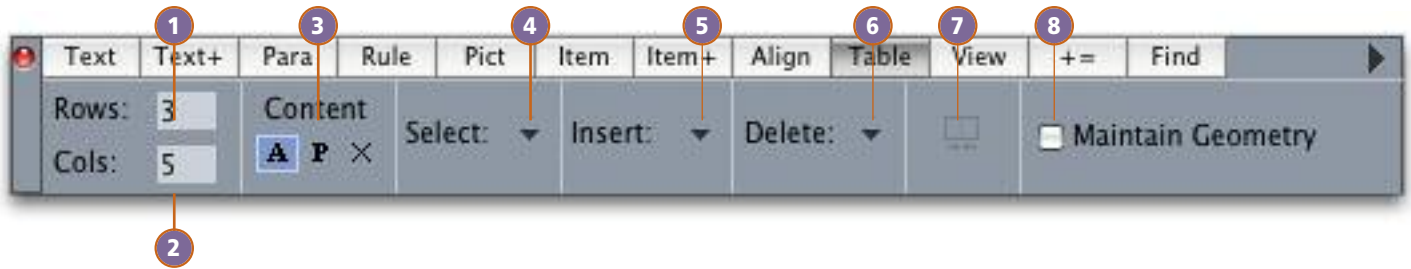 1 3 4 5 6 7 8
Text Text+ Para Rule Pict Item Item+ Align Table View += Find
Rows: 3 Content
Select: Insert: Delete: Maintain Geometry
Cols: 5 A P
2